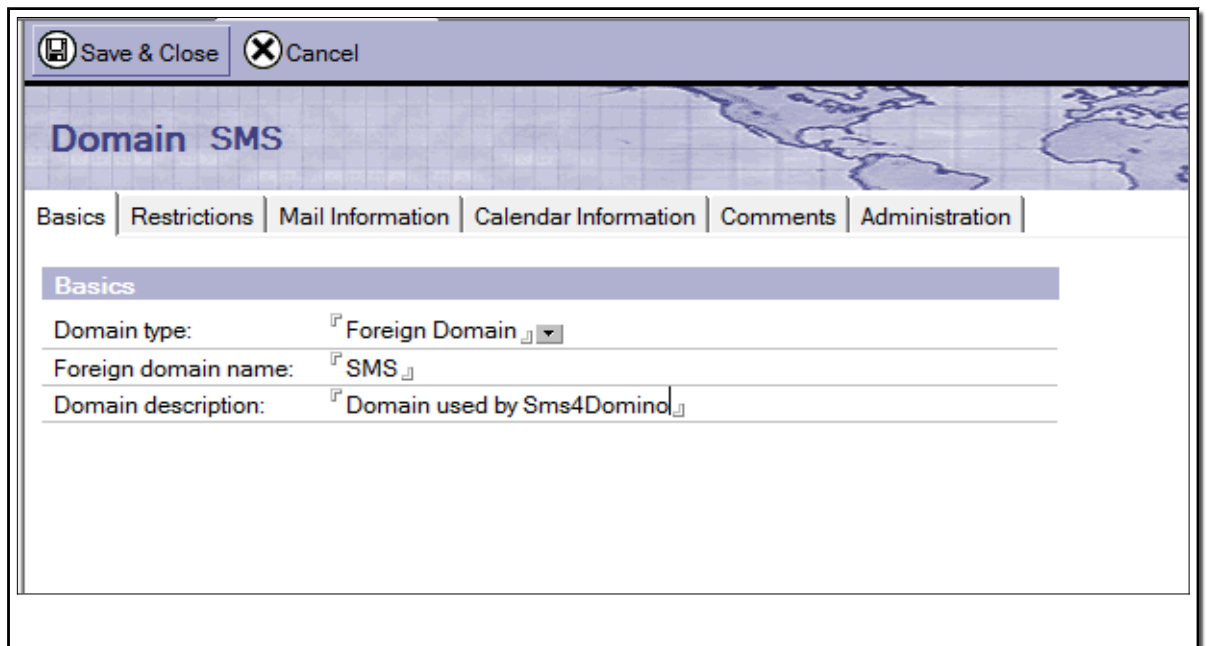 Save & Close Cancel
Domain SMS
Basics Restrictions Mail Information Calendar Information Comments Administration
Basics
Domain type: Foreign Domain
Foreign domain name: SMS
Domain description: Domain used by Sms4Domino